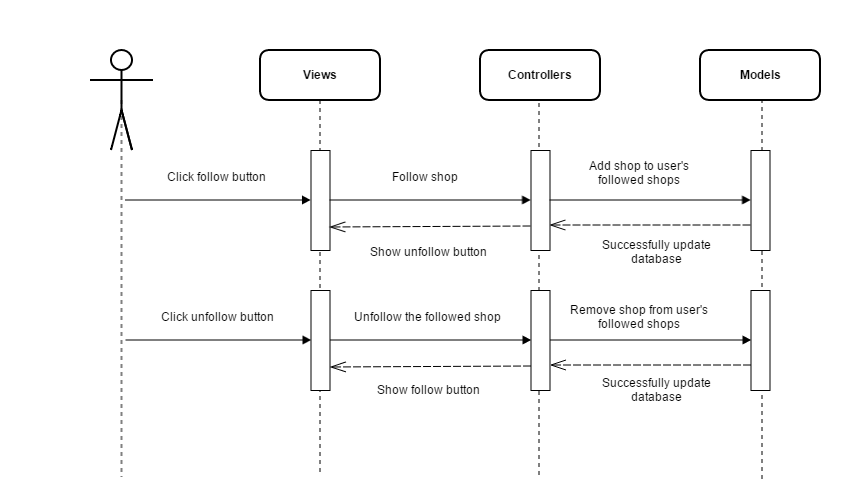 Views
Controllers
Models
Click follow button
Follow shop
Add shop to user's
followed shops
Show unfollow button
Successfully update
database
Click unfollow button
Unfollow the followed shop
Remove shop from user's
followed shops
Show follow button
Successfully update
database